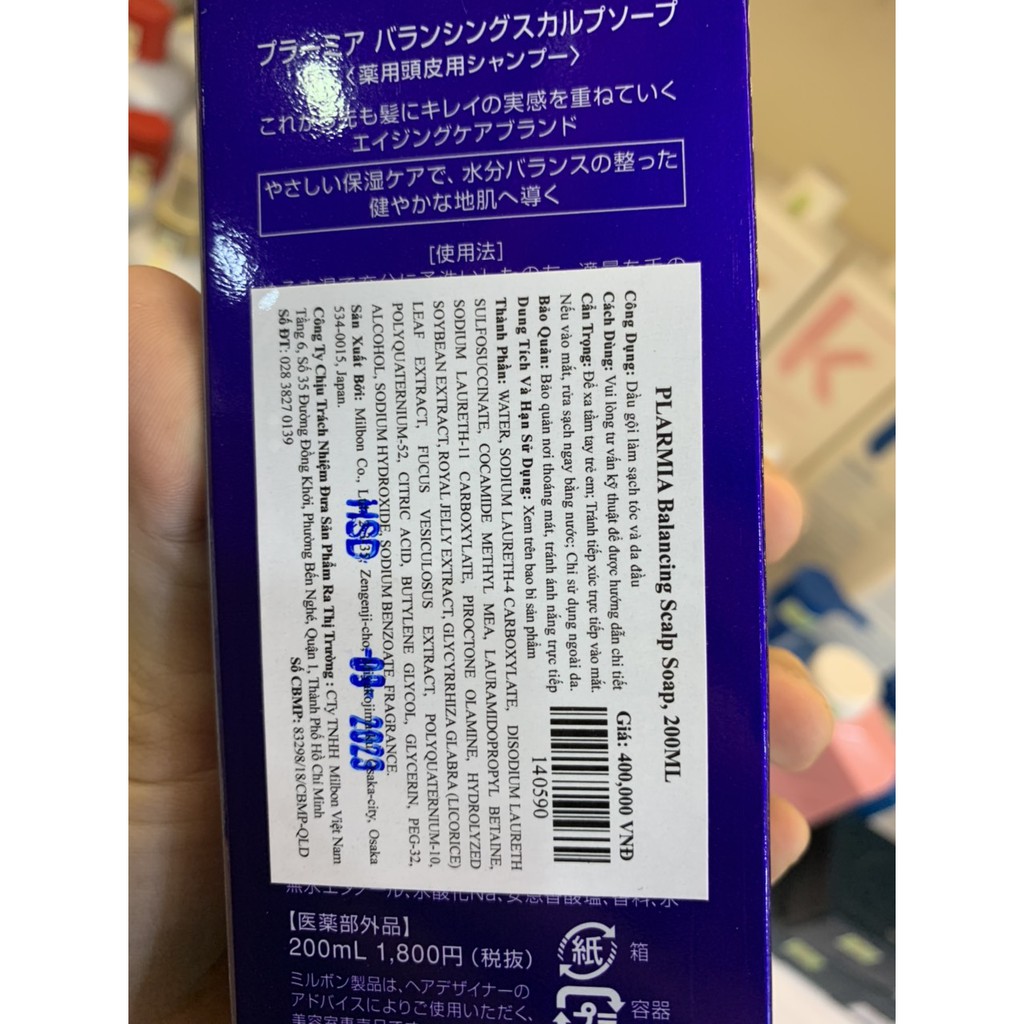 プラーミア バランシングスカルプソープ
〈薬用頭皮用シャンプー〉
これか 先も髪にキレイの実感を重ねていく
エイジングケアブランド
やさしい保湿ケアで、水分バランスの整った
健やかな地肌へ導く
[使用法]
PLARMIA Balancing Scalp Soap, 200ML
Công Dụng: Dầu gội làm sạch tóc và da đầu
Cách Dùng: Vui lòng tư vấn kỹ thuật để được hướng dẫn chi tiết
Cẩn Trọng: Để xa tầm tay trẻ em; Tránh tiếp xúc trực tiếp vào mắt.
Nếu vào mắt, rửa sạch ngay bằng nước; Chỉ sử dụng ngoài da.
Bảo Quản: Bảo quản nơi thoáng mát, tránh ánh nắng trực tiếp
Dung Tích Và Hạn Sử Dụng: Xem trên bao bì sản phẩm
Giá: 400,000 VNĐ
140590
Thành Phần: WATER, SODIUM LAURETH-4 CARBOXYLATE, DISODIUM LAURETH
SULFOSUCCINATE, COCAMIDE METHYL MEA, LAURAMIDOPROPYL BETAINE,
SODIUM LAURETH-11 CARBOXYLATE, PIROCTONE OLAMINE, HYDROLYZED
SOYBEAN EXTRACT, ROYAL JELLY EXTRACT, GLYCYRRHIZA GLABRA (LICORICE)
LEAF EXTRACT, FUCUS VESICULOSUS EXTRACT, POLYQUATERNIUM-10,
POLYQUATERNIUM-52, CITRIC ACID, BUTYLENE GLYCOL, GLYCERIN, PEG-32,
ALCOHOL, SODIUM HYDROXIDE, SODIUM BENZOATE, FRAGRANCE.
Sản Xuất Bởi: Milbon Co., Zengenji-cho, Osaka-city, Osaka
534-0015, Japan.
HSD -09 2023
Công Ty Chịu Trách Nhiệm Đưa Sản Phẩm Ra Thị Trường : CTy TNHH Milbon Việt Nam
Tầng 6, Số 35 Đường Đồng Khởi, Phường Bến Nghé, Quận 1, Thành Phố Hồ Chí Minh
Số ĐT: 028 3827 0139 Số CBMP: 83298/18/CBMP-QLD
【医薬部外品】
200mL 1,800円（税抜）
ミルボン製品は、ヘアデザイナーの
アドバイスによりご使用いただく、
紙
箱
容器
K